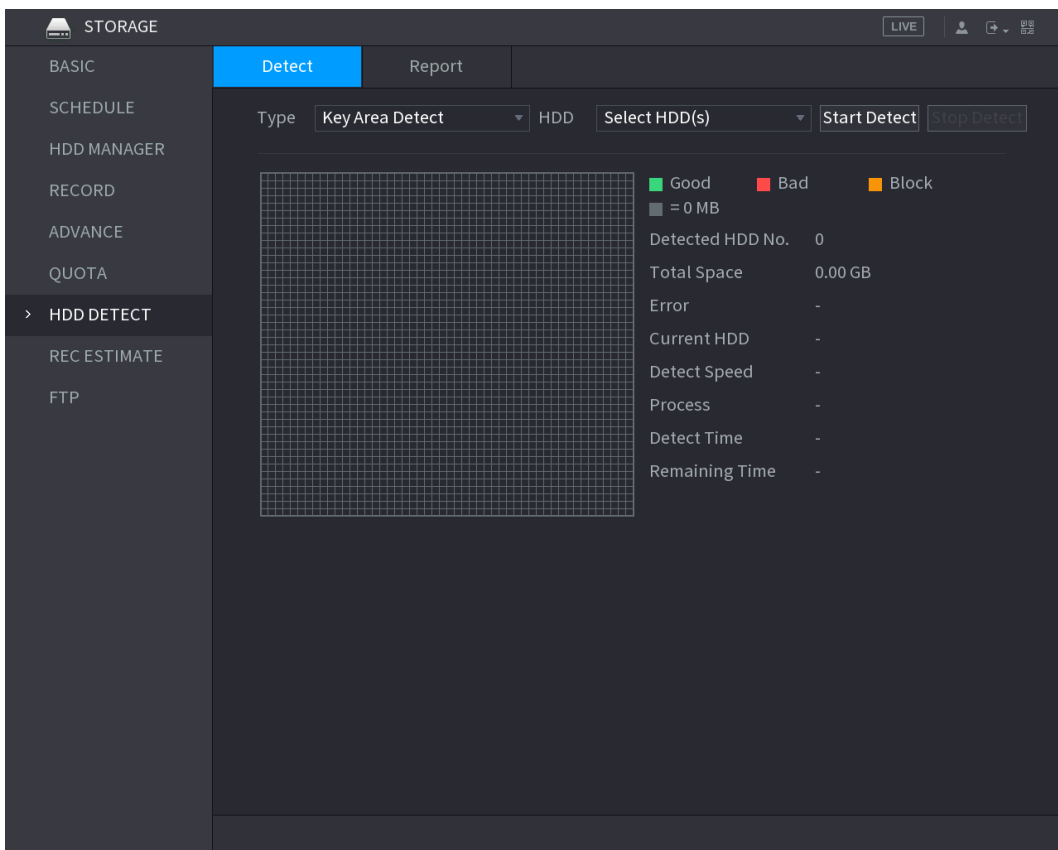 STORAGE
LIVE
BASIC
SCHEDULE
HDD MANAGER
RECORD
ADVANCE
QUOTA
> HDD DETECT
REC ESTIMATE
FTP
Detect Report
Type Key Area Detect HDD Select HDD(s) Start Detect Stop Detect
Good Bad Block
= 0 MB
Detected HDD No. 0
Total Space 0.00 GB
Error -
Current HDD -
Detect Speed -
Process -
Detect Time -
Remaining Time -